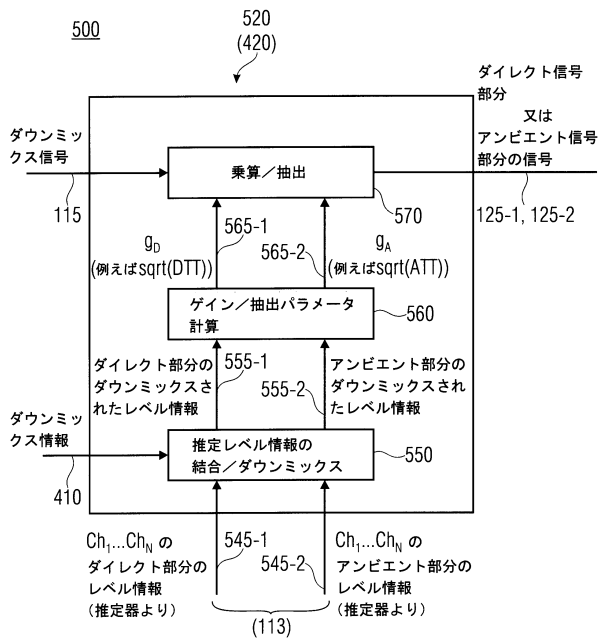 500
520
(420)
ダイレクト信号
部分
又は
アンビエント信号
部分の信号
ダウンミッ
クス信号
115
乗算／抽出
570
125-1, 125-2
565-1
565-2
gD
(例えばsqrt(DTT))
gA
(例えばsqrt(ATT))
ゲイン／抽出パラメータ
計算
560
ダイレクト部分の
ダウンミックスさ
れたレベル情報
555-1
555-2
アンビエント部分の
ダウンミックスされ
たレベル情報
ダウンミッ
クス情報
410
推定レベル情報の
結合／ダウンミックス
550
Ch1...ChN の
ダイレクト部分の
レベル情報
（推定器より）
545-1
545-2
Ch1...ChN の
アンビエント部分の
レベル情報
（推定器より）
(113)